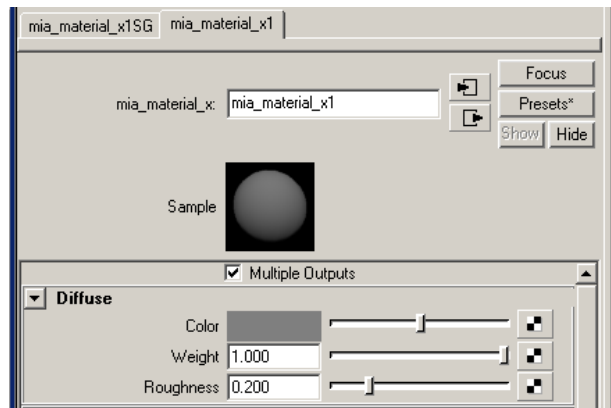 mia_material_x1SG mia_material_x1
Focus
mia_material_x: mia_material_x1
Presets*
Show Hide
Sample
Multiple Outputs
Diffuse
Color
Weight 1.000
Roughness 0.200